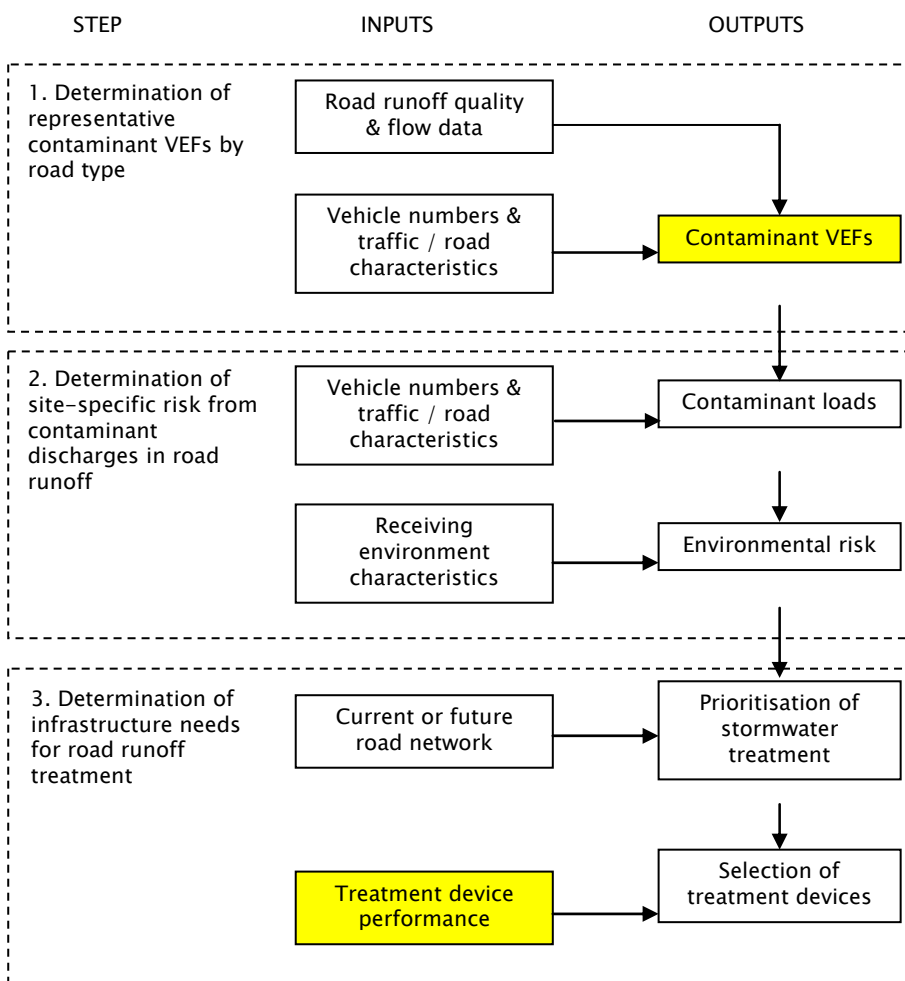 STEP
INPUTS
OUTPUTS
1. Determination of
representative
contaminant VEFs by
road type
Road runoff quality
& flow data
Vehicle numbers &
traffic / road
characteristics
Contaminant VEFs
2. Determination of
site-specific risk from
contaminant
discharges in road
runoff
Vehicle numbers &
traffic / road
characteristics
Contaminant loads
Receiving
environment
characteristics
Environmental risk
3. Determination of
infrastructure needs
for road runoff
treatment
Current or future
road network
Prioritisation of
stormwater
treatment
Treatment device
performance
Selection of
treatment devices